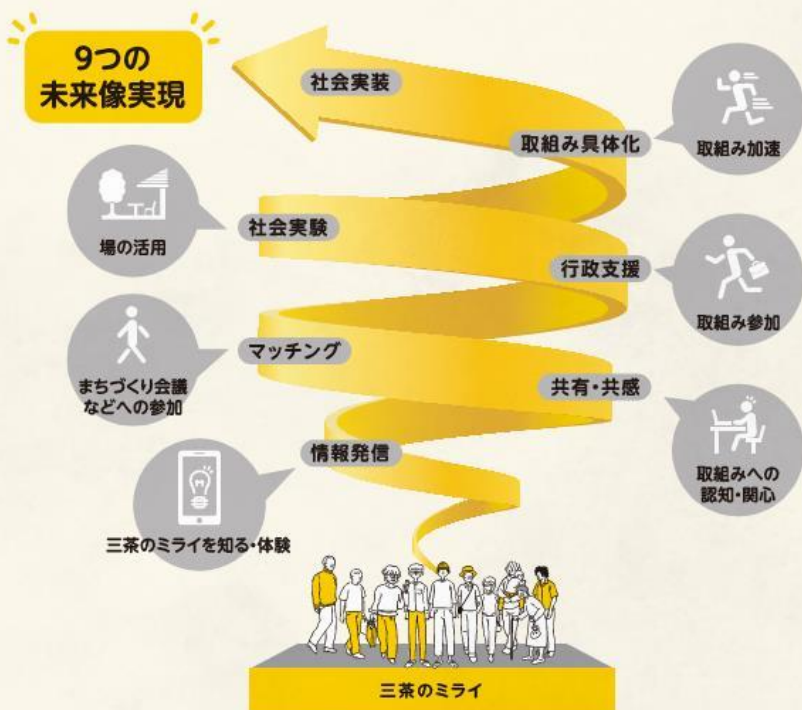 9つの
未来像実現
社会実装
取組み具体化
取組み加速
場の活用
社会実験
行政支援
取組み参加
まちづくり会議
などへの参加
マッチング
共有・共感
取組みへの
認知・関心
情報発信
三茶のミライを知る・体験
三茶のミライ